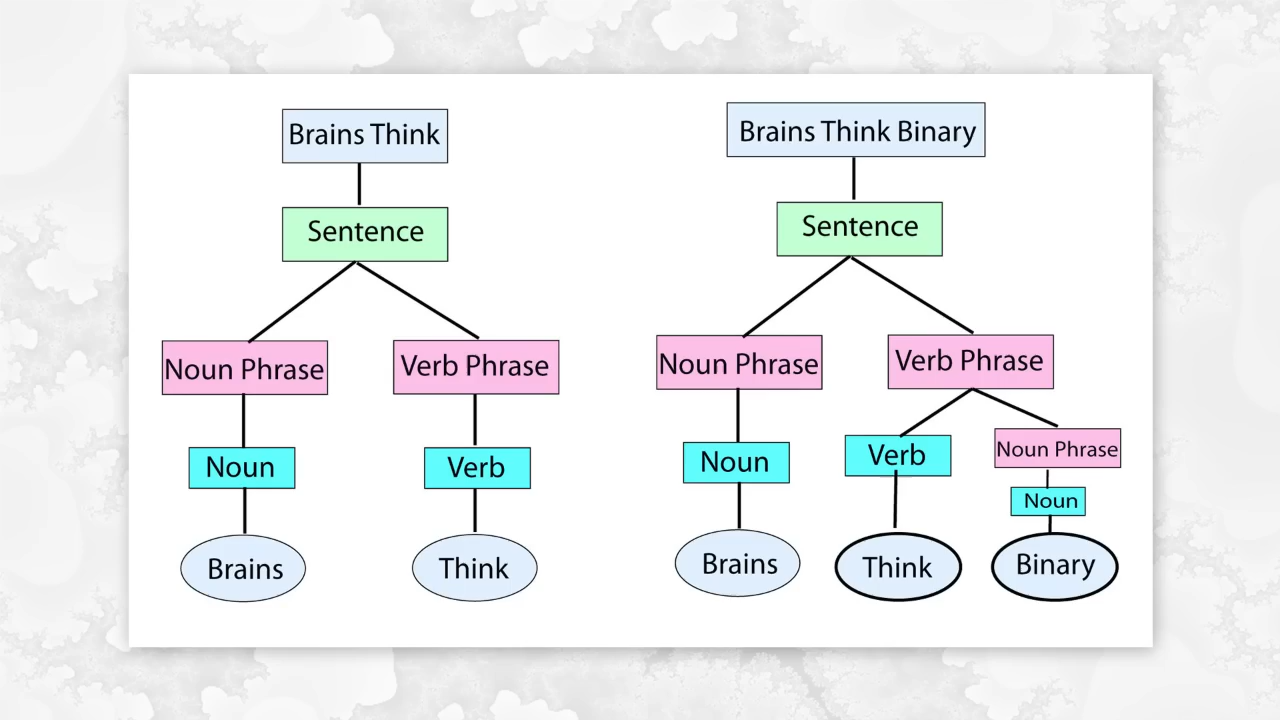 Brains Think
Sentence
Noun Phrase
Verb Phrase
Noun
Verb
Brains
Think
Brains Think Binary
Sentence
Noun Phrase
Verb Phrase
Noun
Verb
Noun Phrase
Noun
Brains
Think
Binary